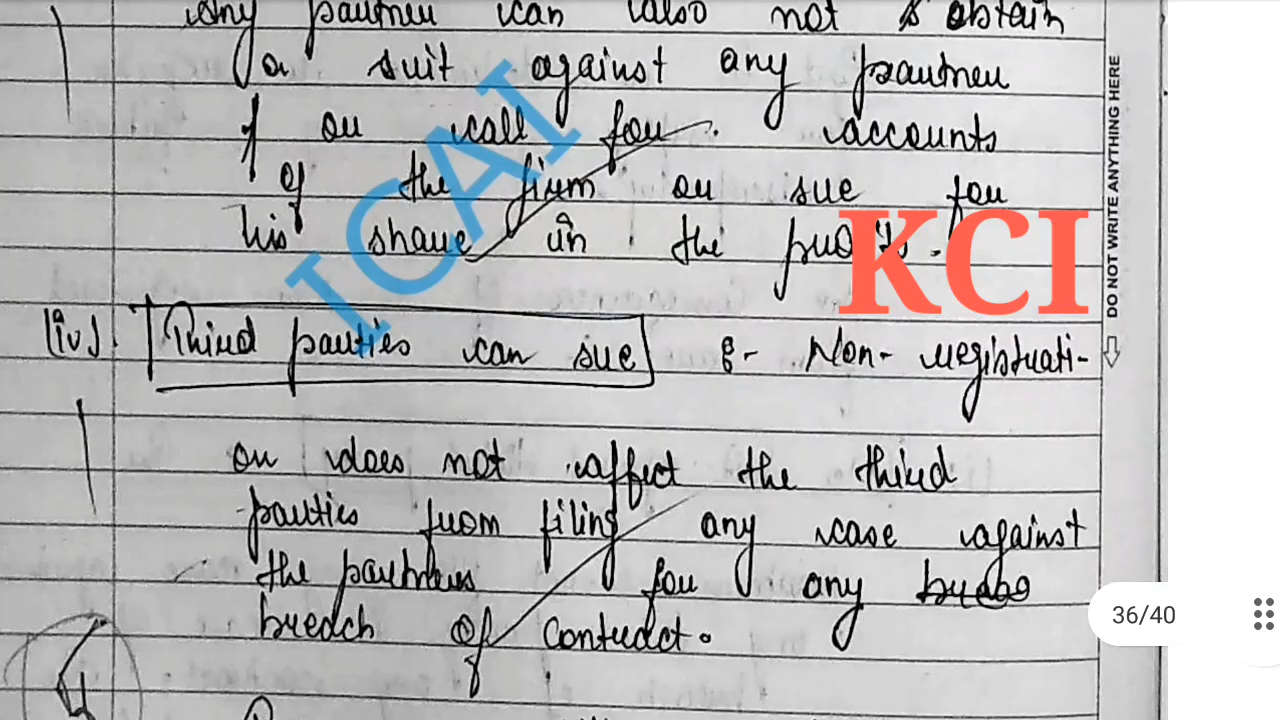 Any partner can also not obtain
a suit against any partner
or call for accounts
of the firm or sue for
his share in the profits.
ICAI
KCI
(iv). Third parties can sue :- Non-registrati-
on does not affect the third
parties from filing any case against
the partners for any
breach of contract.
DO NOT WRITE ANYTHING HERE
36/40